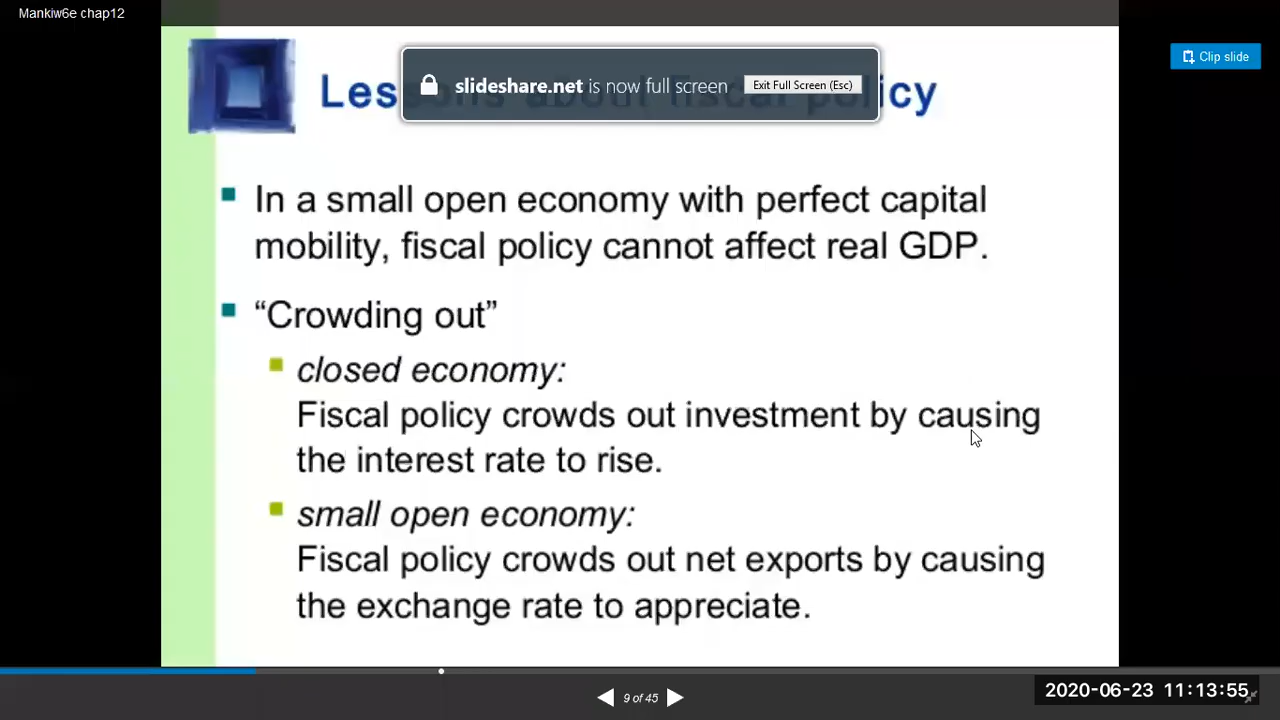 Mankiw6e chap12
Clip slide
slideshare.net is now full screen
Exit Full Screen (Esc)
Lessons about fiscal policy
In a small open economy with perfect capital
mobility, fiscal policy cannot affect real GDP.
“Crowding out”
closed economy:
Fiscal policy crowds out investment by causing
the interest rate to rise.
small open economy:
Fiscal policy crowds out net exports by causing
the exchange rate to appreciate.
9 of 45
2020-06-23 11:13:55